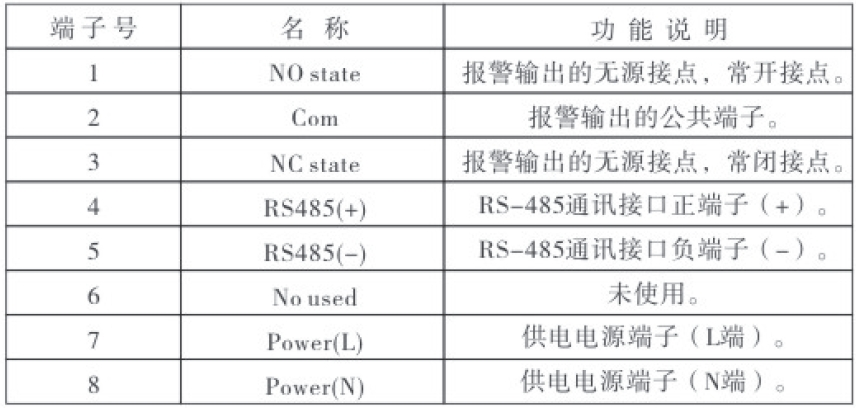 端子号 名称 功能说明
1 NO state 报警输出的无源接点，常开接点。
2 Com 报警输出的公共端子。
3 NC state 报警输出的无源接点，常闭接点。
4 RS485(+) RS-485通讯接口正端子（+）。
5 RS485(-) RS-485通讯接口负端子（-）。
6 No used 未使用。
7 Power(L) 供电电源端子（L端）。
8 Power(N) 供电电源端子（N端）。